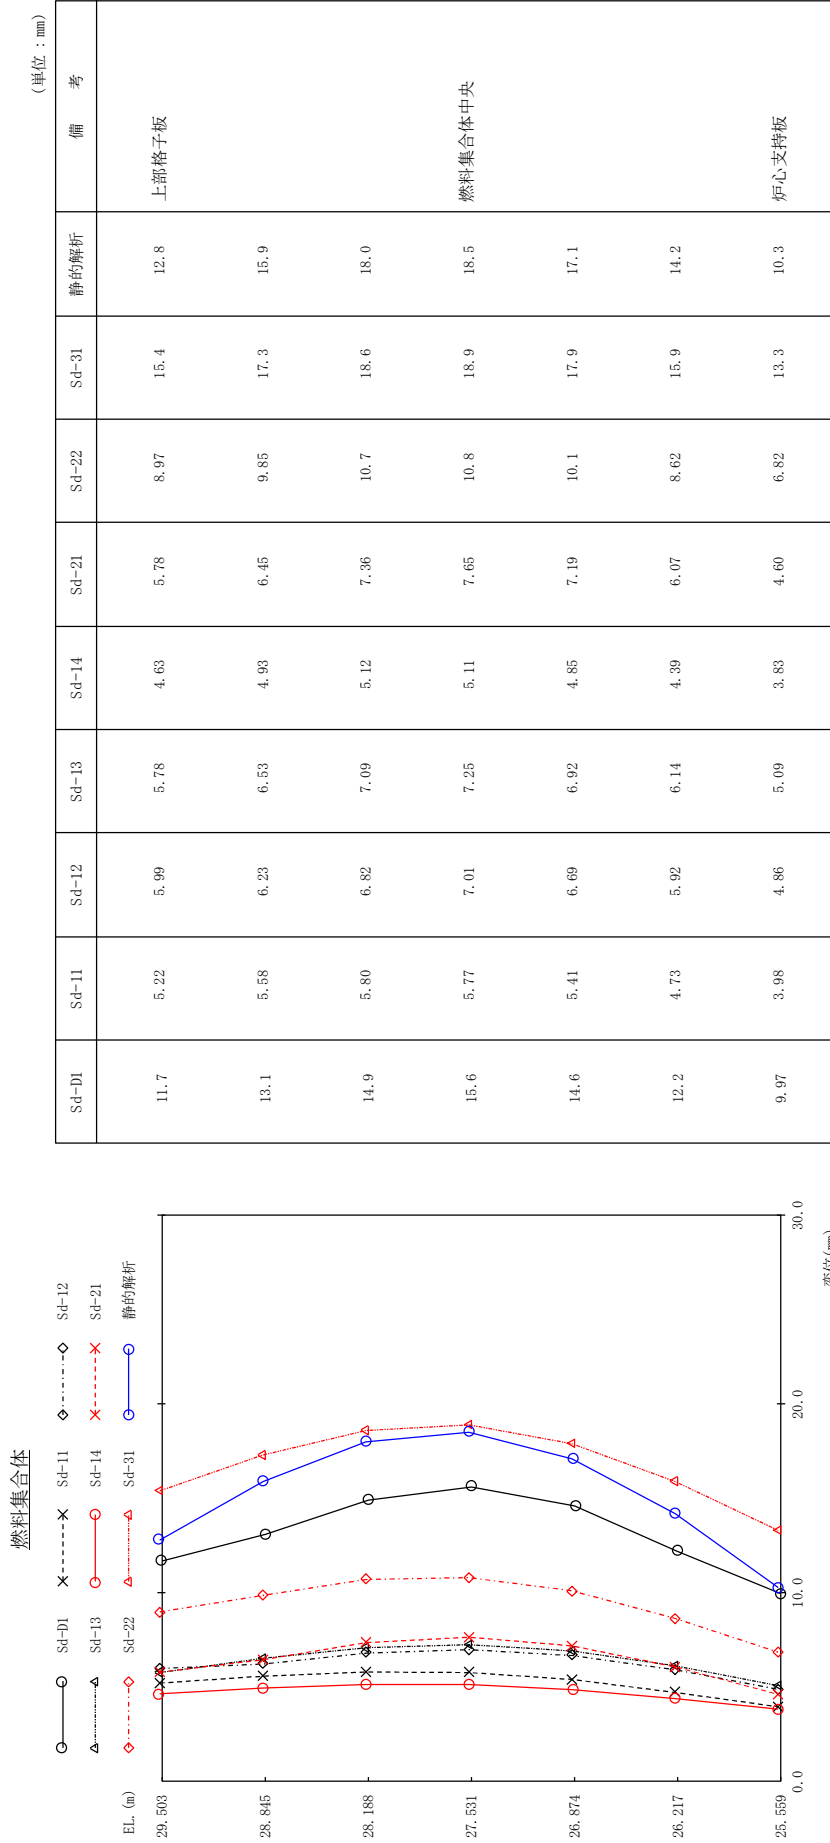 燃料集合体
Sd-D1 Sd-11 Sd-12
Sd-13 Sd-14 Sd-21
Sd-22 Sd-31 静的解析
EL.(m)
29.503
28.845
28.188
27.531
26.874
26.217
25.559
0.0 10.0 20.0 30.0
変位(mm)
(単位:mm)
Sd-D1 Sd-11 Sd-12 Sd-13 Sd-14 Sd-21 Sd-22 Sd-31 静的解析 備 考
11.7 5.22 5.99 5.78 4.63 5.78 8.97 15.4 12.8 上部格子板
13.1 5.58 6.23 6.53 4.93 6.45 9.85 17.3 15.9
14.9 5.80 6.82 7.09 5.12 7.36 10.7 18.6 18.0
15.6 5.77 7.01 7.25 5.11 7.65 10.8 18.9 18.5 燃料集合体中央
14.6 5.41 6.69 6.92 4.85 7.19 10.1 17.9 17.1
12.2 4.73 5.92 6.14 4.39 6.07 8.62 15.9 14.2
9.97 3.98 4.86 5.09 3.83 4.60 6.82 13.3 10.3 炉心支持板